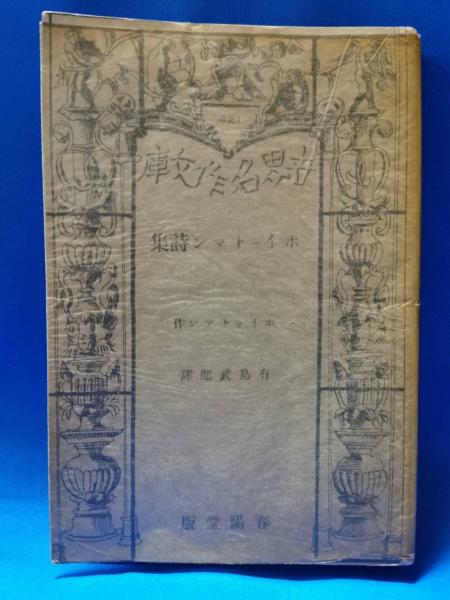 世界名作文庫
ホイットマン詩集
ホイットマン作
有島武郎譯
春陽堂版